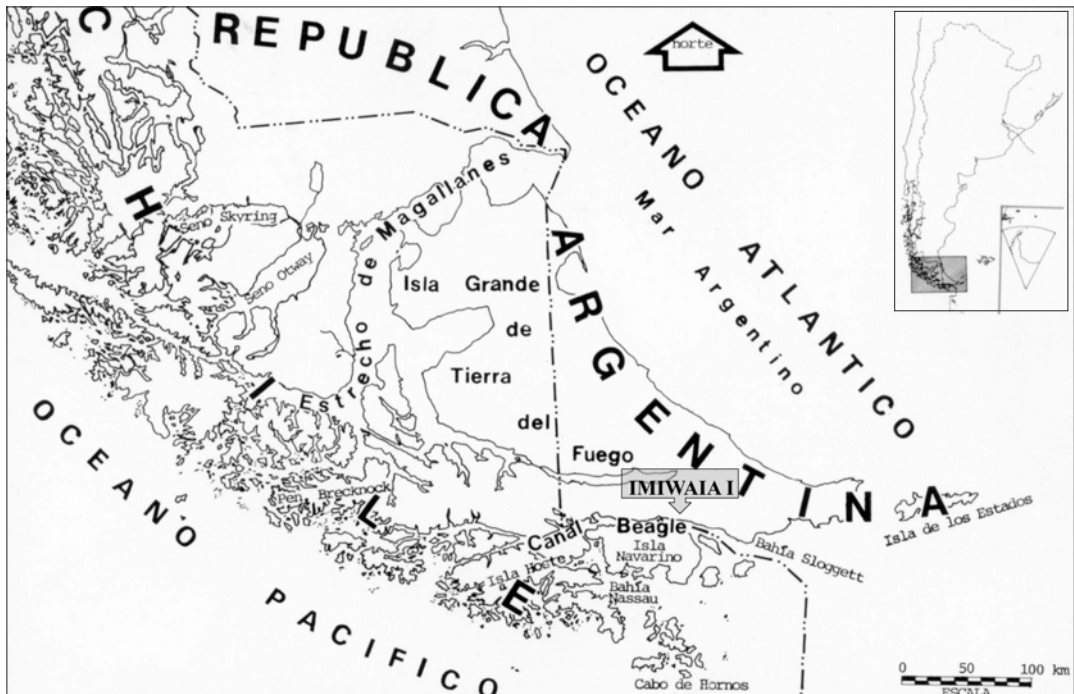 REPUBLICA ARGENTINA
CHILE
norte
OCEANO ATLANTICO
Mar Argentino
Seno Skyring
Seno Otway
Estrecho de Magallanes
Isla Grande
de
Tierra
del
Fuego
IMIWAIA I
OCEANO PACIFICO
Pen. Brecknock
Canal Beagle
Isla Hoste
Isla
Navarino
Bahía
Nassau
Bahía Sloggett
Isla de los Estados
Cabo de Hornos
0 50 100 km
ESCALA